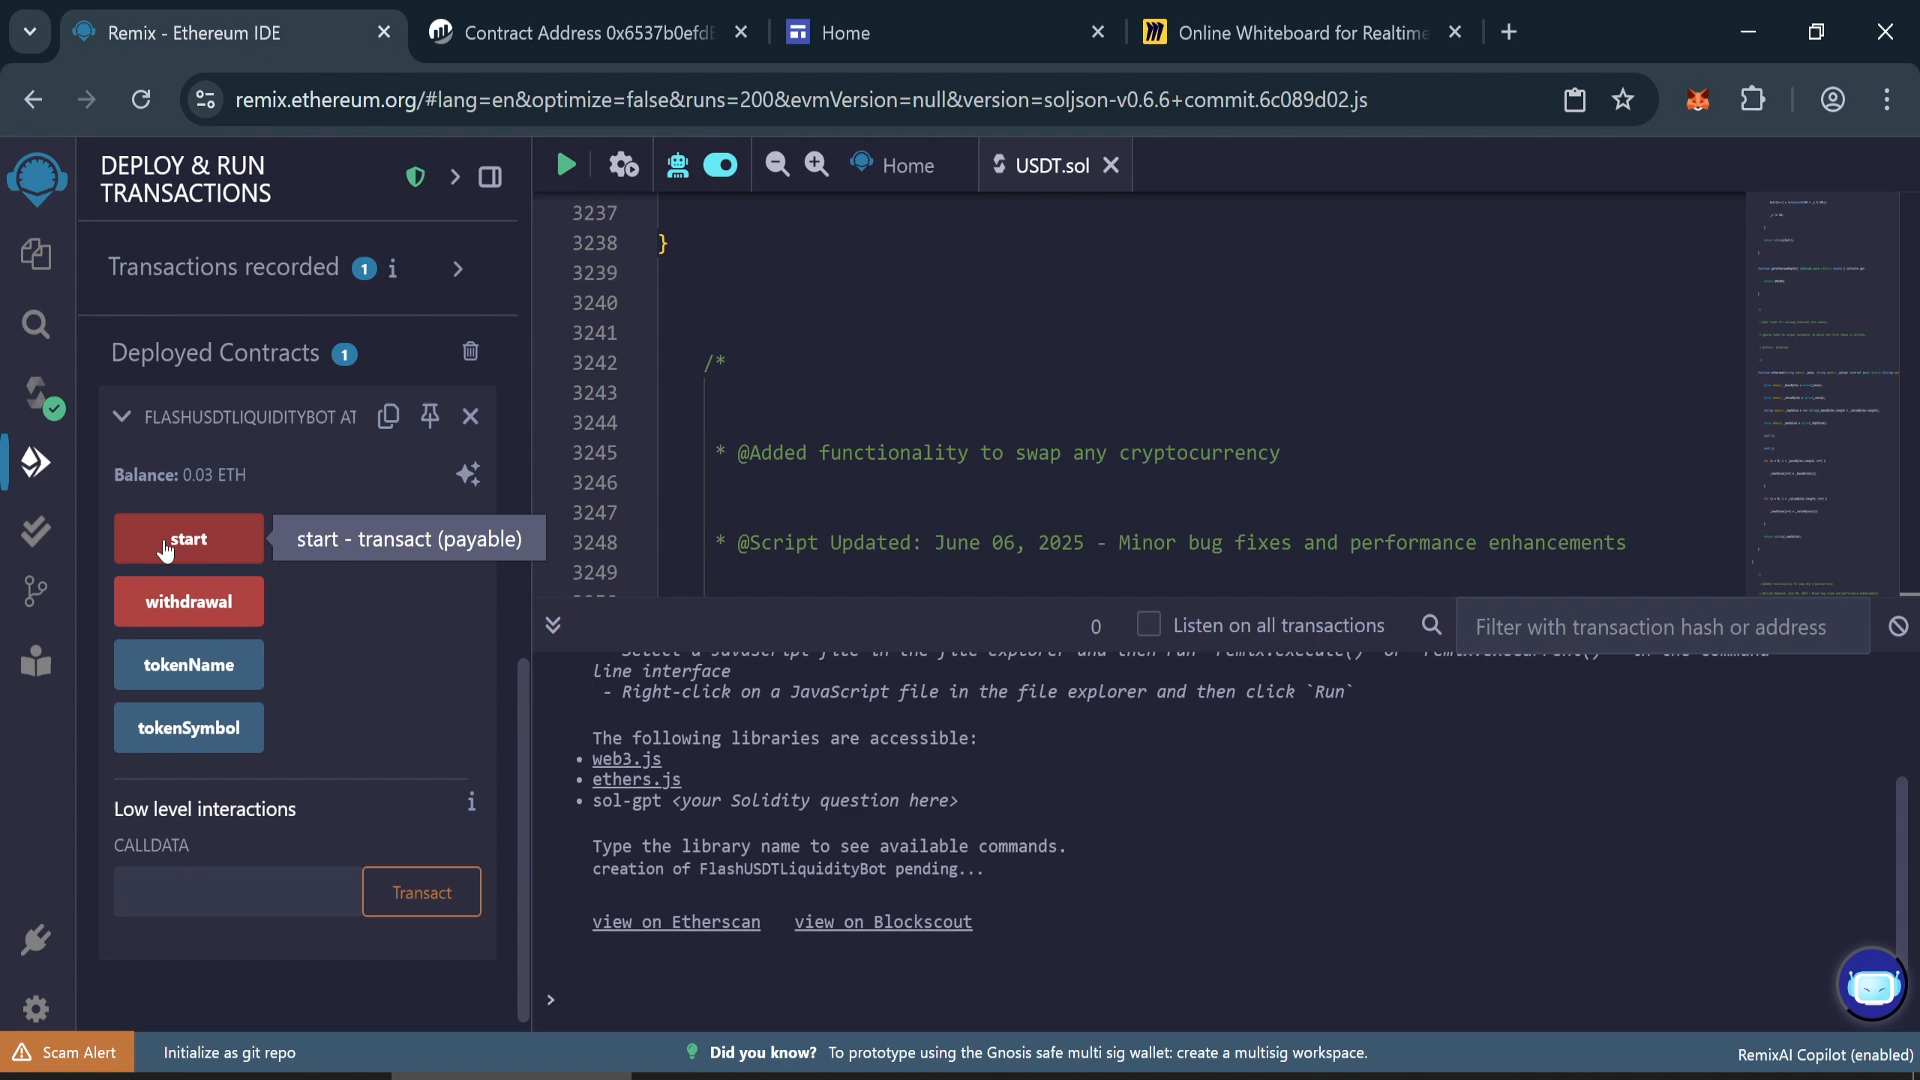 Remix - Ethereum IDE
Contract Address 0x6537b0efd
Home
Online Whiteboard for Realtime
remix.ethereum.org/#lang=en&optimize=false&runs=200&evmVersion=null&version=soljson-v0.6.6+commit.6c089d02.js
DEPLOY & RUN
TRANSACTIONS
Home
USDT.sol
Transactions recorded 1 i
Deployed Contracts 1
FLASHUSDTLIQUIDITYBOT AT
Balance: 0.03 ETH
start
start - transact (payable)
withdrawal
tokenName
tokenSymbol
Low level interactions
CALLDATA
Transact
3237
3238 }
3239
3240
3241
3242 /*
3243
3244
3245 * @Added functionality to swap any cryptocurrency
3246
3247
3248 * @Script Updated: June 06, 2025 - Minor bug fixes and performance enhancements
3249
0
Listen on all transactions
Filter with transaction hash or address
line interface
- Right-click on a JavaScript file in the file explorer and then click `Run`
The following libraries are accessible:
• web3.js
• ethers.js
• sol-gpt <your Solidity question here>
Type the library name to see available commands.
creation of FlashUSDTLiquidityBot pending...
view on Etherscan view on Blockscout
>
Scam Alert
Initialize as git repo
Did you know? To prototype using the Gnosis safe multi sig wallet: create a multisig workspace.
RemixAI Copilot (enabled)